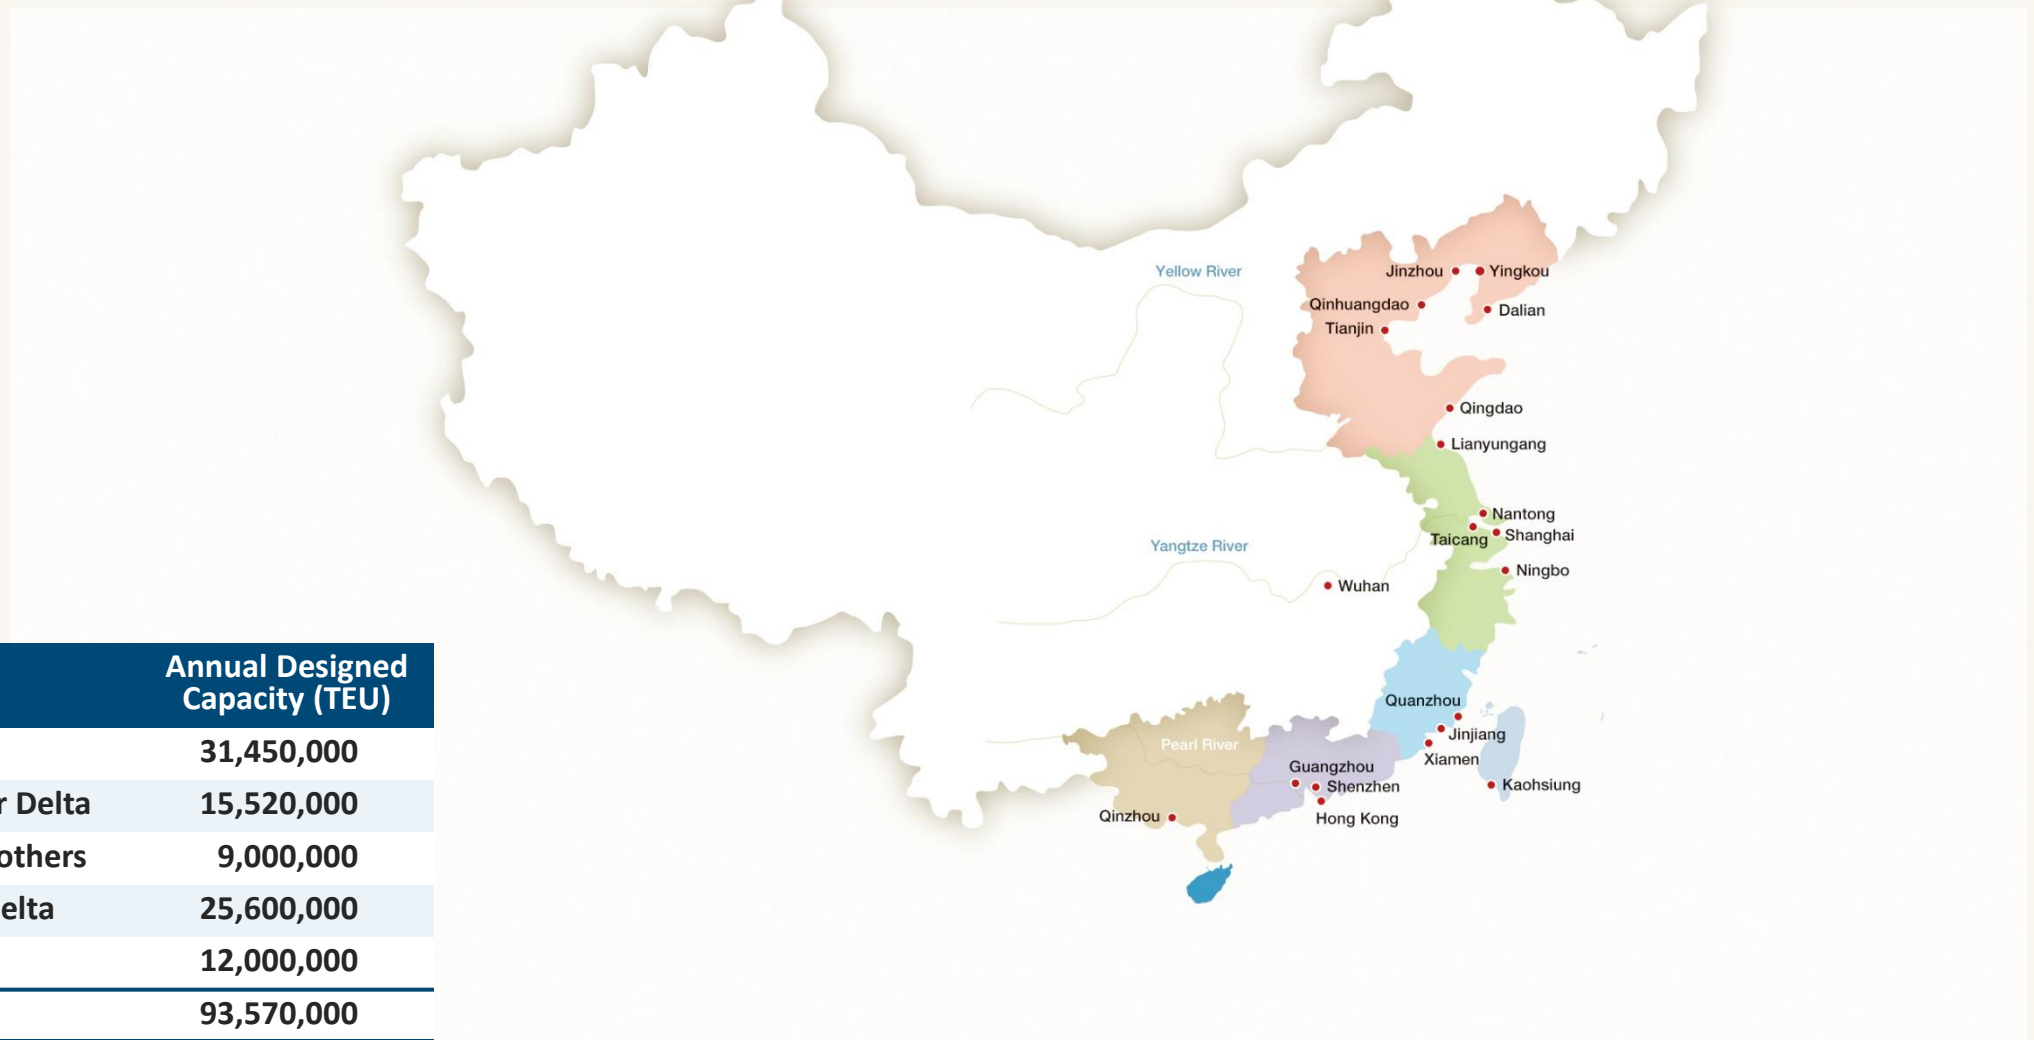 Yellow River
Jinzhou
Yingkou
Qinhuangdao
Dalian
Tianjin
Qingdao
Lianyungang
Nantong
Taicang
Shanghai
Yangtze River
Ningbo
Wuhan
Quanzhou
Jinjiang
Pearl River
Xiamen
Guangzhou
Shenzhen
Kaohsiung
Qinzhou
Hong Kong
Annual Designed
Capacity (TEU)
31,450,000
r Delta 15,520,000
others 9,000,000
elta 25,600,000
12,000,000
93,570,000